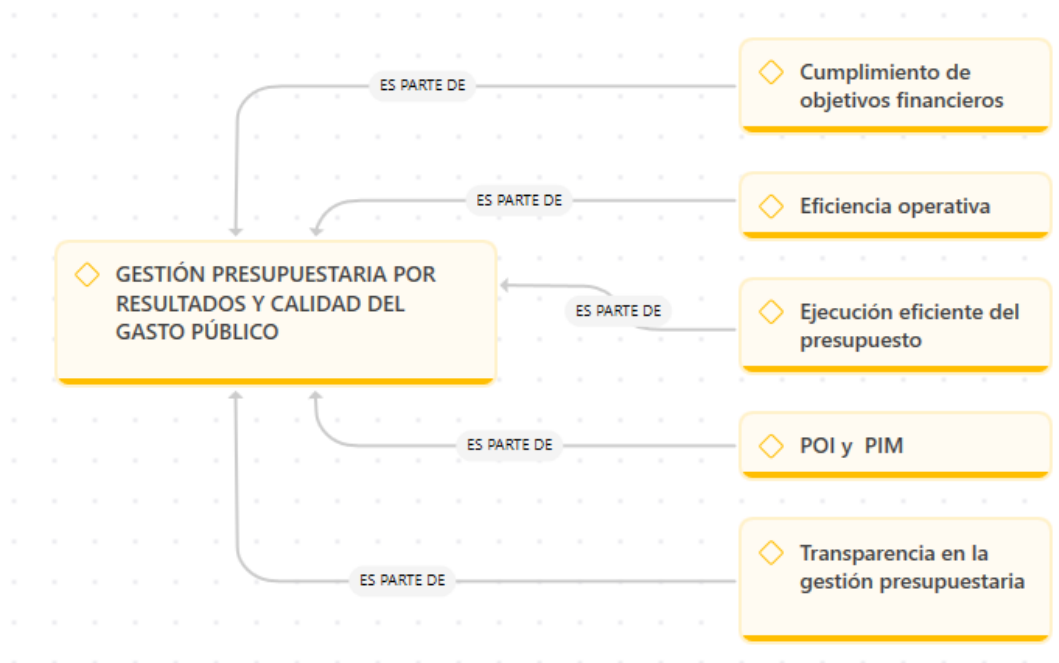 ES PARTE DE
Cumplimiento de
objetivos financieros
ES PARTE DE
Eficiencia operativa
GESTIÓN PRESUPUESTARIA POR
RESULTADOS Y CALIDAD DEL
GASTO PÚBLICO
ES PARTE DE
Ejecución eficiente del
presupuesto
ES PARTE DE
POI y PIM
ES PARTE DE
Transparencia en la
gestión presupuestaria